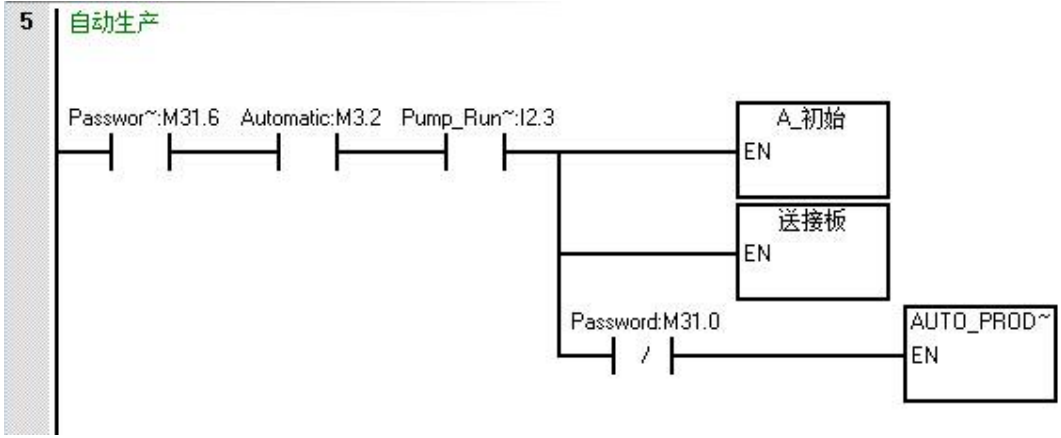 5 自动生产
Passwor~:M31.6 Automatic:M3.2 Pump_Run~:I2.3
A_初始
EN
送接板
EN
Password:M31.0
/
AUTO_PROD~
EN